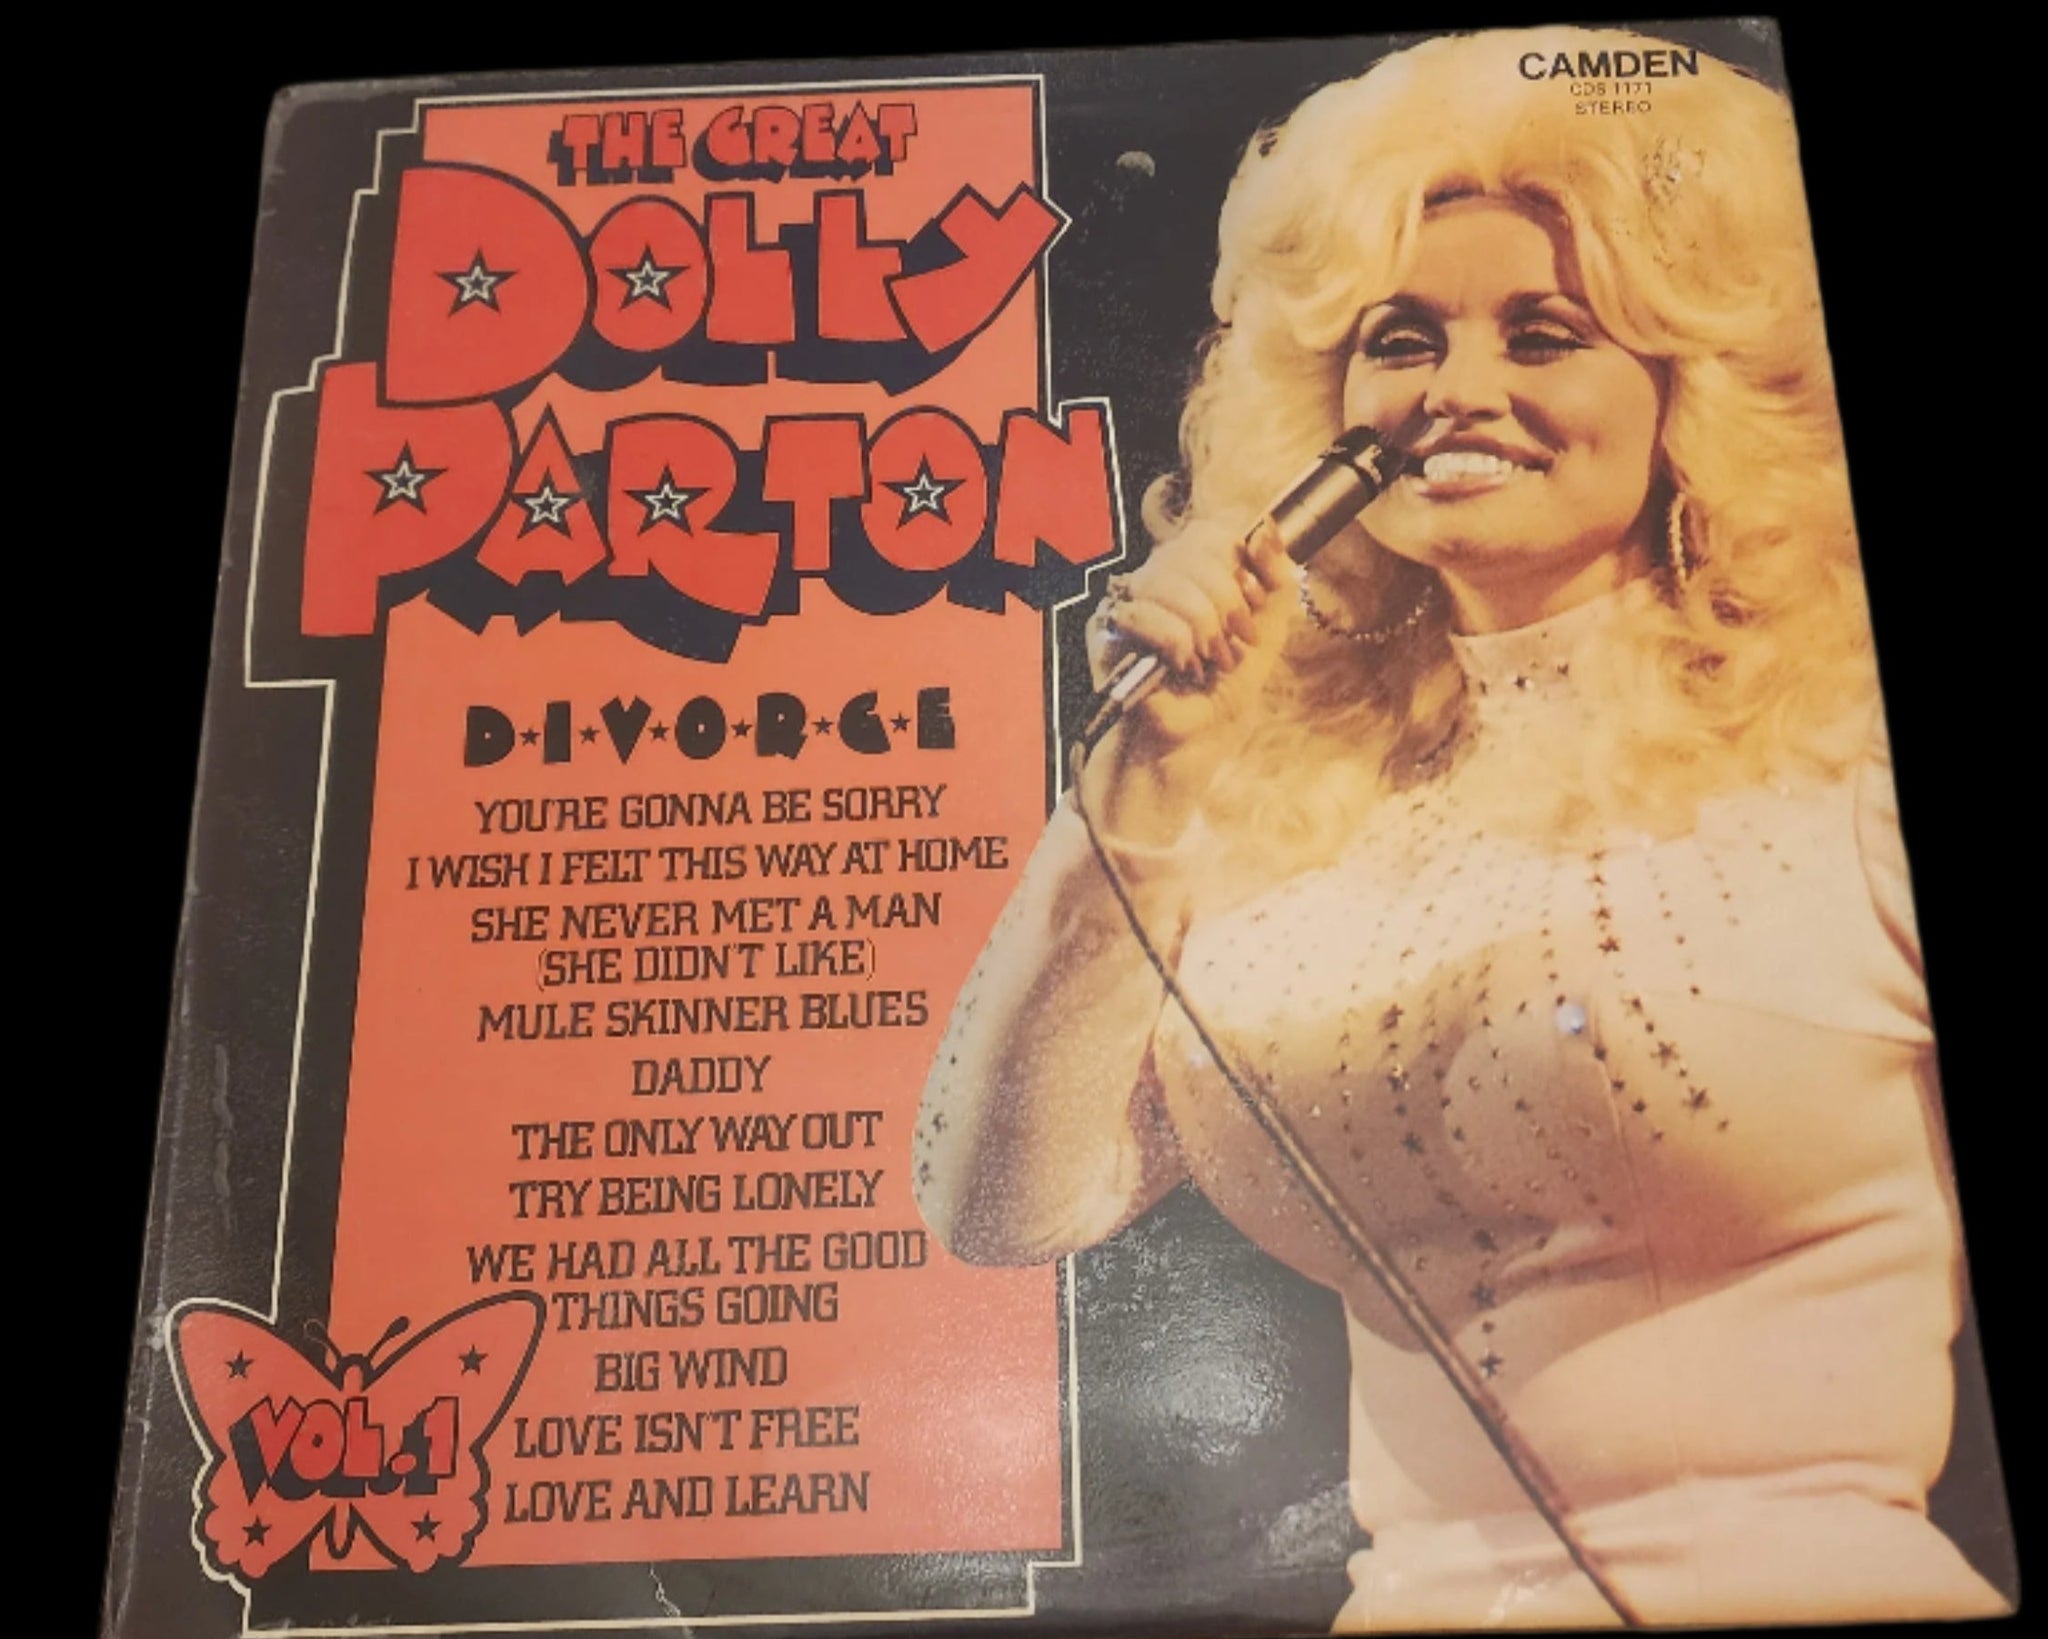 CAMDEN
CDS 1171
STEREO
THE GREAT
DOLLY
PARTON
D★I★V★O★R★C★E
YOU'RE GONNA BE SORRY
I WISH I FELT THIS WAY AT HOME
SHE NEVER MET A MAN
(SHE DIDN'T LIKE)
MULE SKINNER BLUES
DADDY
THE ONLY WAY OUT
TRY BEING LONELY
WE HAD ALL THE GOOD
THINGS GOING
BIG WIND
LOVE ISN'T FREE
LOVE AND LEARN
VOL.1